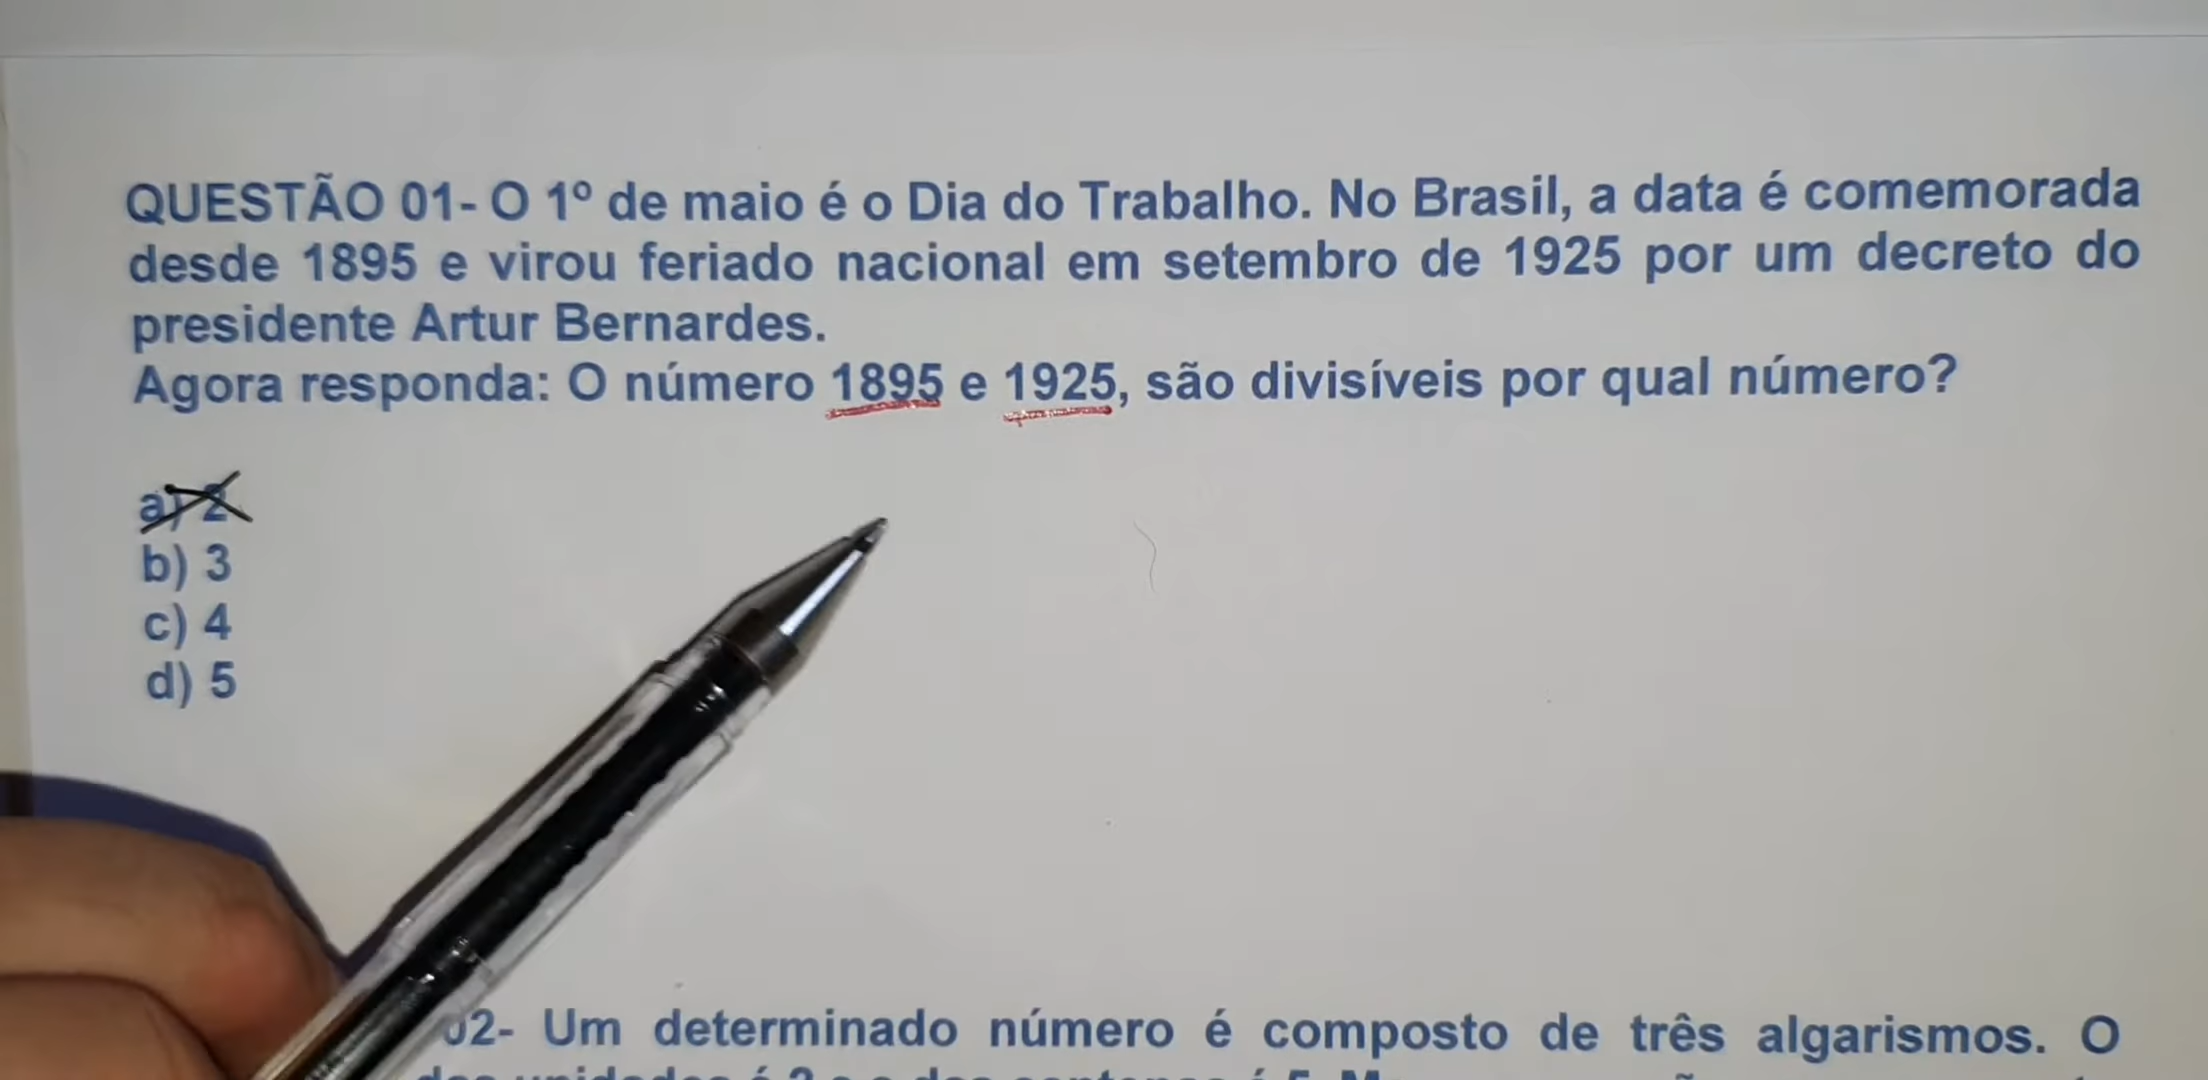 QUESTÃO 01- O 1º de maio é o Dia do Trabalho. No Brasil, a data é comemorada
desde 1895 e virou feriado nacional em setembro de 1925 por um decreto do
presidente Artur Bernardes.
Agora responda: O número 1895 e 1925, são divisíveis por qual número?
a) 2
b) 3
c) 4
d) 5
02- Um determinado número é composto de três algarismos. O